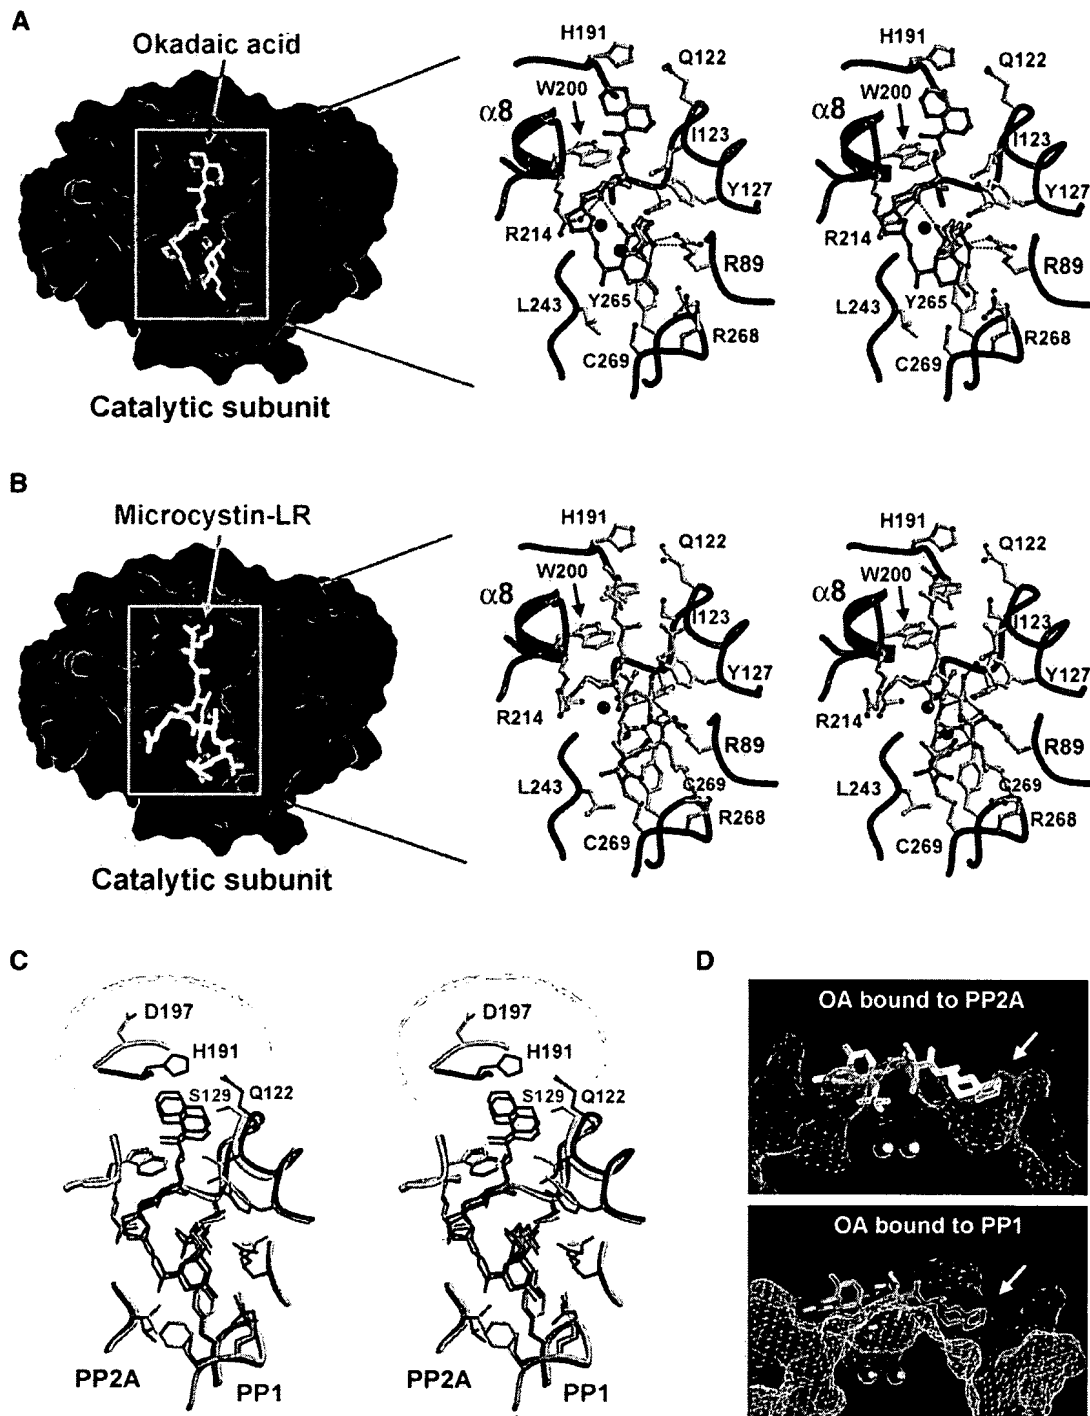 A
Okadaic acid
Catalytic subunit
H191
Q122
W200
α8
I123
Y127
R214
R89
L243
Y265
R268
C269
H191
Q122
W200
α8
I123
Y127
R214
R89
L243
Y265
R268
C269
B
Microcystin-LR
Catalytic subunit
H191
Q122
W200
α8
I123
Y127
R214
R89
L243
C269
R268
C269
H191
Q122
W200
α8
I123
Y127
R214
R89
L243
C269
R268
C269
C
D197
H191
S129
Q122
PP2A
PP1
D197
H191
S129
Q122
PP2A
PP1
D
OA bound to PP2A
OA bound to PP1